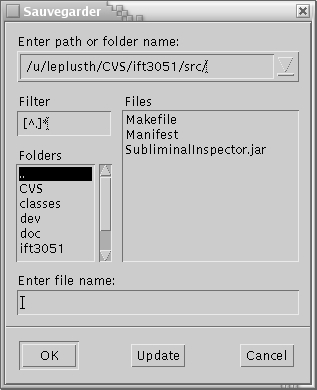 Sauvegarder
Enter path or folder name:
/u/leplusth/CVS/ift3051/src/
Filter
Files
[^.]*
Makefile
Manifest
SubliminalInspector.jar
Folders
..
CVS
classes
dev
doc
ift3051
Enter file name:
OK
Update
Cancel